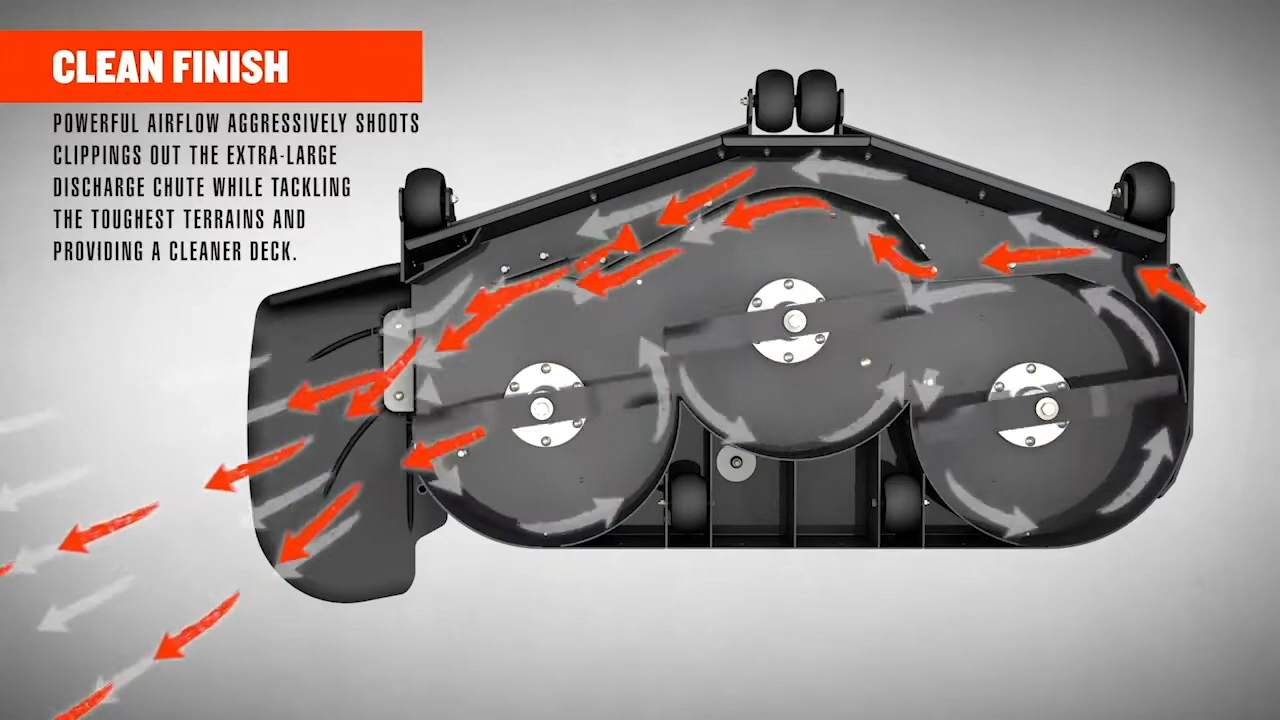 CLEAN FINISH
POWERFUL AIRFLOW AGGRESSIVELY SHOOTS
CLIPPINGS OUT THE EXTRA-LARGE
DISCHARGE CHUTE WHILE TACKLING
THE TOUGHEST TERRAINS AND
PROVIDING A CLEANER DECK.